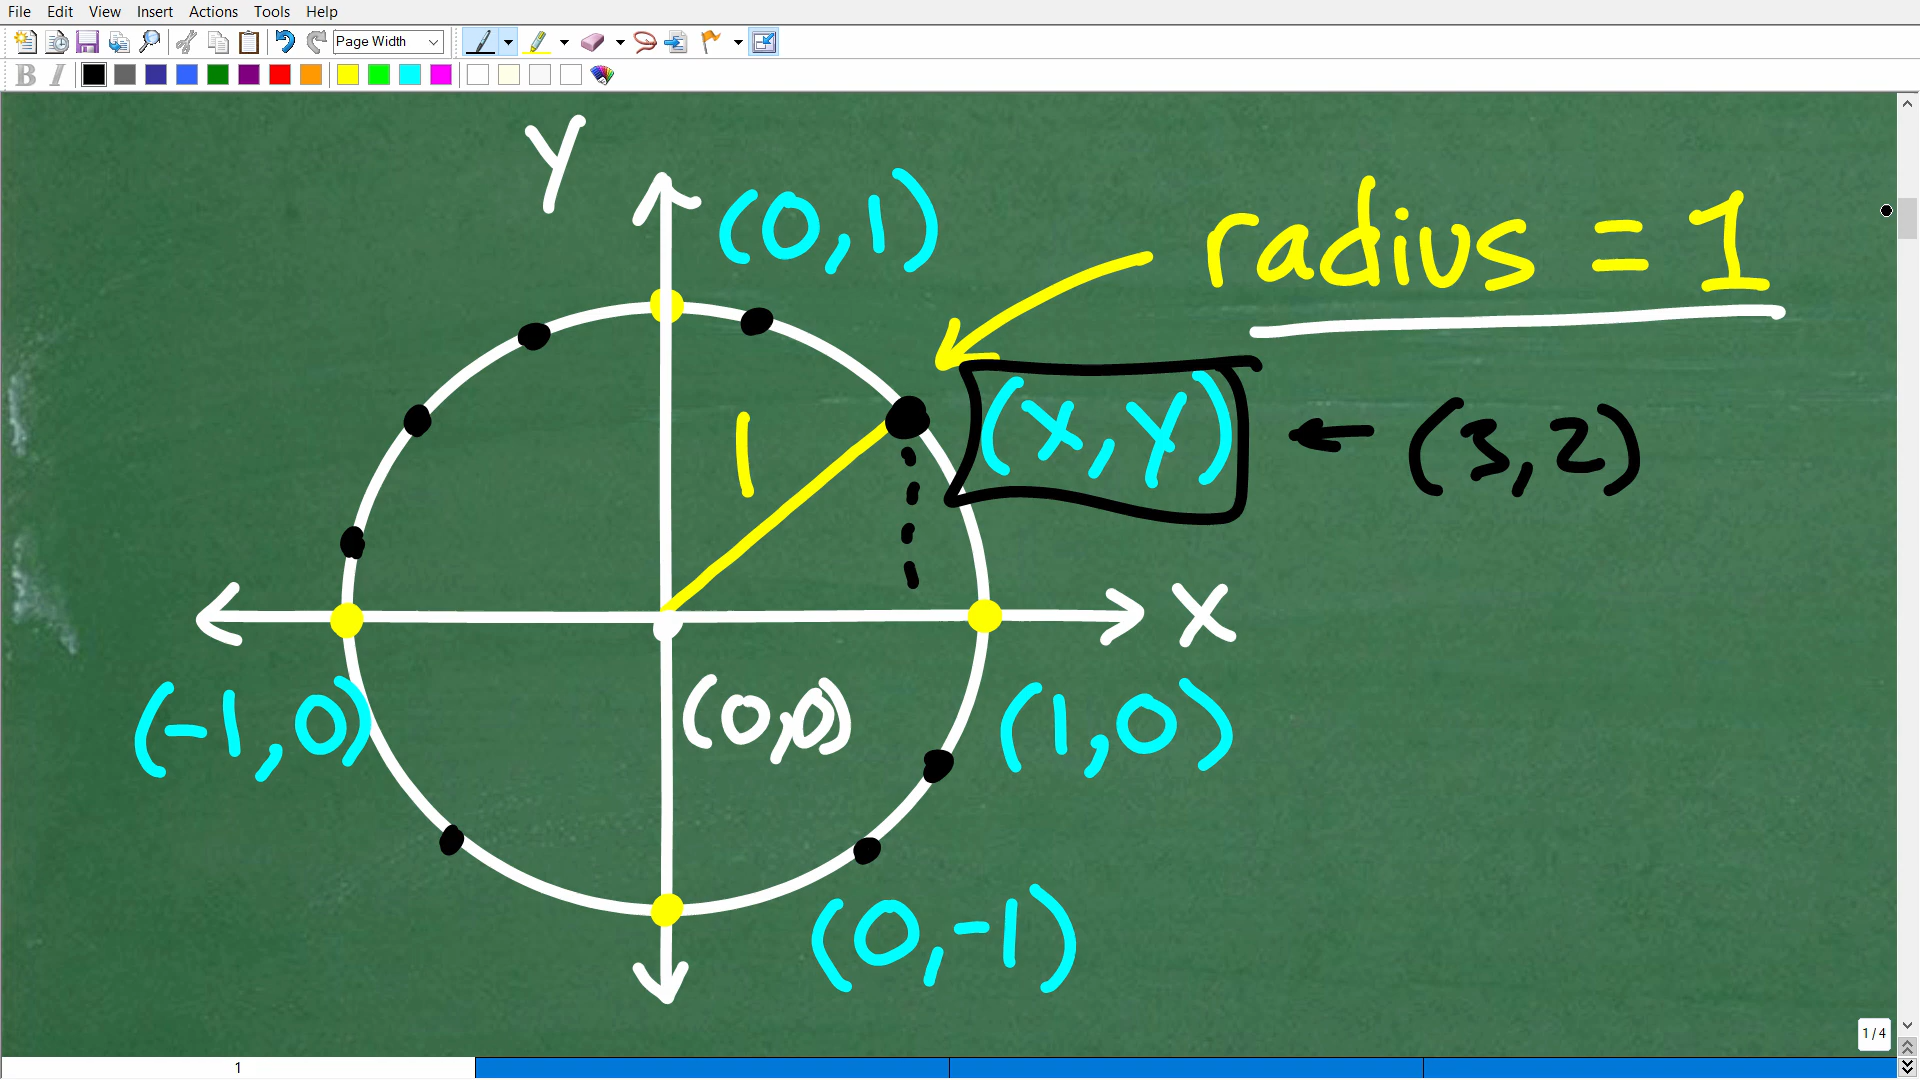 File Edit View Insert Actions Tools Help
Page Width
B I
Y
(0,1)
radius = 1
1
(x,y)
(3,2)
X
(-1,0)
(0,0)
(1,0)
(0,-1)
1 / 4
1